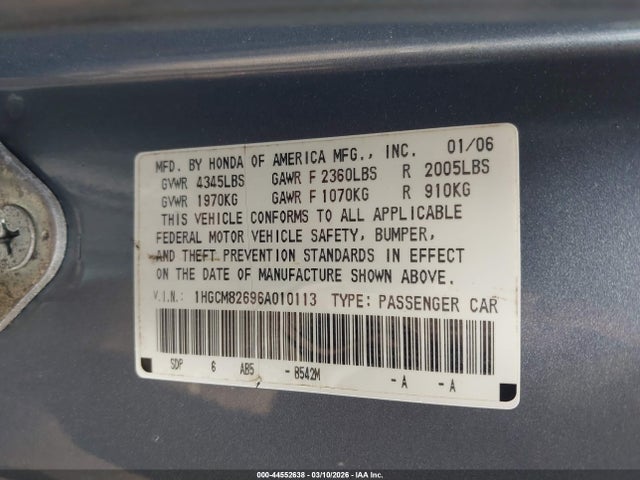 MFD. BY HONDA OF AMERICA MFG., INC. 01/06
GVWR 4345LBS GAWR F 2360LBS R 2005LBS
GVWR 1970KG GAWR F 1070KG R 910KG
THIS VEHICLE CONFORMS TO ALL APPLICABLE
FEDERAL MOTOR VEHICLE SAFETY, BUMPER,
AND THEFT PREVENTION STANDARDS IN EFFECT
ON THE DATE OF MANUFACTURE SHOWN ABOVE.
V.I.N.: 1HGCM82696A010113 TYPE: PASSENGER CAR
SDP 6 AB5 - B542M - A - A
000-44552638 - 03/10/2026 - IAA Inc.